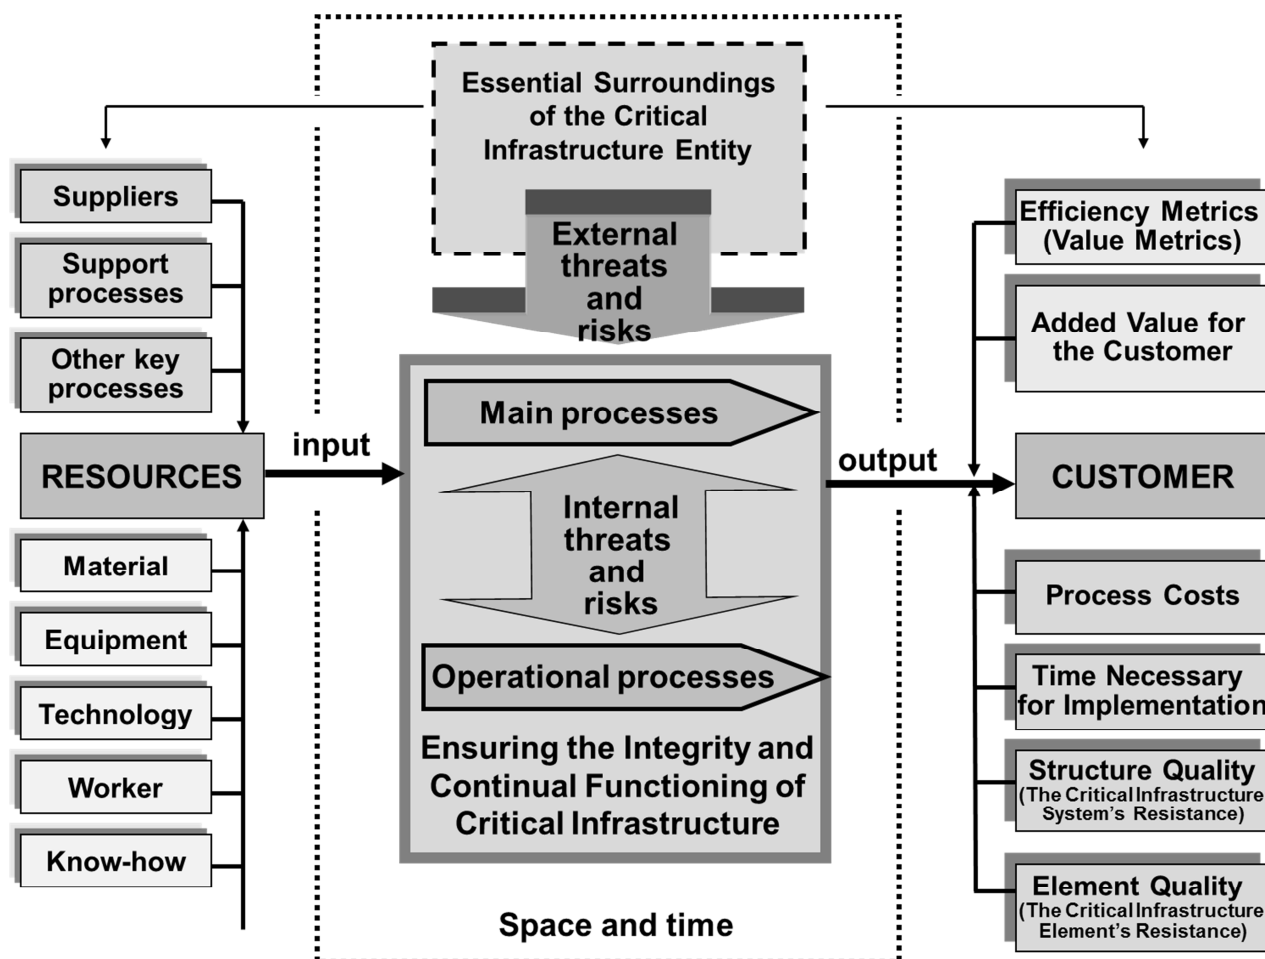 Essential Surroundings
of the Critical
Infrastructure Entity
External
threats
and
risks
Suppliers
Support
processes
Other key
processes
RESOURCES
Material
Equipment
Technology
Worker
Know-how
input
Main processes
Internal
threats
and
risks
Operational processes
Ensuring the Integrity and
Continual Functioning of
Critical Infrastructure
Space and time
output
Efficiency Metrics
(Value Metrics)
Added Value for
the Customer
CUSTOMER
Process Costs
Time Necessary
for Implementation
Structure Quality
(The Critical Infrastructure
System's Resistance)
Element Quality
(The Critical Infrastructure
Element's Resistance)